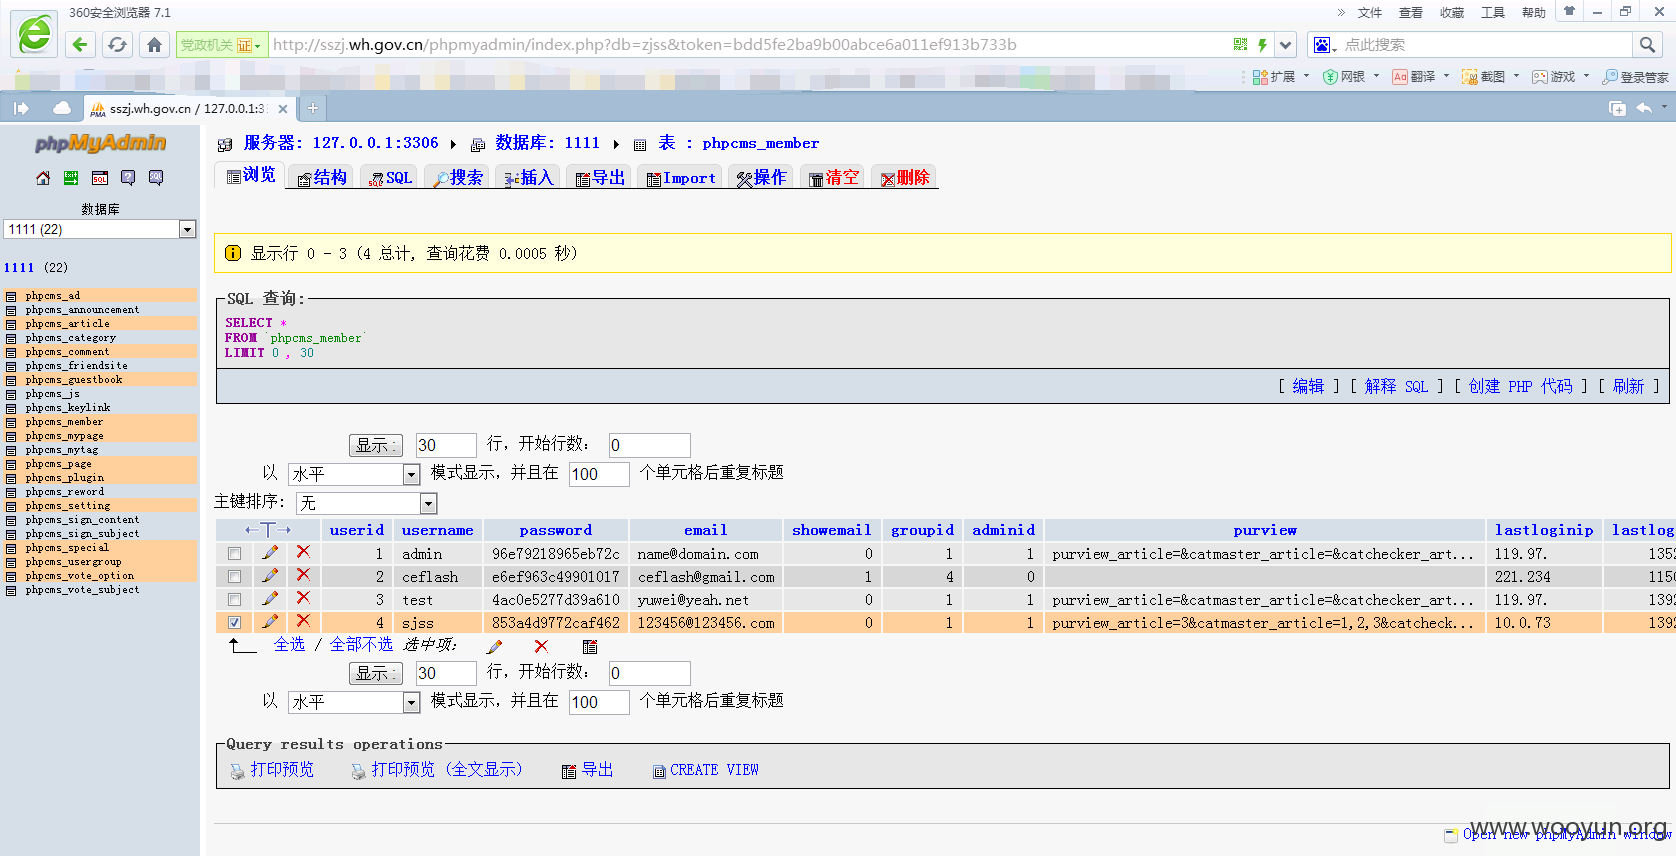 360安全浏览器 7.1
» 文件 查看 收藏 工具 帮助
党政机关 证 http://sszj.wh.gov.cn/phpmyadmin/index.php?db=zjss&token=bdd5fe2ba9b00abce6a011ef913b733b
点此搜索
扩展 网银 翻译 截图 游戏 登录管家
sszj.wh.gov.cn / 127.0.0.1:3
phpMyAdmin
数据库
1111 (22)
1111 (22)
phpcms_ad
phpcms_announcement
phpcms_article
phpcms_category
phpcms_comment
phpcms_friendsite
phpcms_guestbook
phpcms_js
phpcms_keylink
phpcms_member
phpcms_mypage
phpcms_mytag
phpcms_page
phpcms_plugin
phpcms_reword
phpcms_setting
phpcms_sign_content
phpcms_sign_subject
phpcms_special
phpcms_usergroup
phpcms_vote_option
phpcms_vote_subject
服务器: 127.0.0.1:3306 ▸ 数据库: 1111 ▸ 表 : phpcms_member
浏览 结构 SQL 搜索 插入 导出 Import 操作 清空 删除
显示行 0 - 3 (4 总计, 查询花费 0.0005 秒)
SQL 查询:
SELECT *
FROM `phpcms_member`
LIMIT 0 , 30
[ 编辑 ] [ 解释 SQL ] [ 创建 PHP 代码 ] [ 刷新 ]
显示 : 30 行，开始行数： 0
以 水平 模式显示，并且在 100 个单元格后重复标题
主键排序: 无
←T→ userid username password email showemail groupid adminid purview lastloginip lastlog
1 admin 96e79218965eb72c name@domain.com 0 1 1 purview_article=&catmaster_article=&catchecker_art... 119.97. 1352
2 ceflash e6ef963c49901017 ceflash@gmail.com 1 4 0 221.234 1150
3 test 4ac0e5277d39a610 yuwei@yeah.net 0 1 1 purview_article=&catmaster_article=&catchecker_art... 119.97. 1392
4 sjss 853a4d9772caf462 123456@123456.com 0 1 1 purview_article=3&catmaster_article=1,2,3&catcheck... 10.0.73 1392
全选 / 全部不选 选中项:
显示 : 30 行，开始行数： 0
以 水平 模式显示，并且在 100 个单元格后重复标题
Query results operations
打印预览 打印预览 (全文显示) 导出 CREATE VIEW
Open new phpMyAdmin window
www.wooyun.org